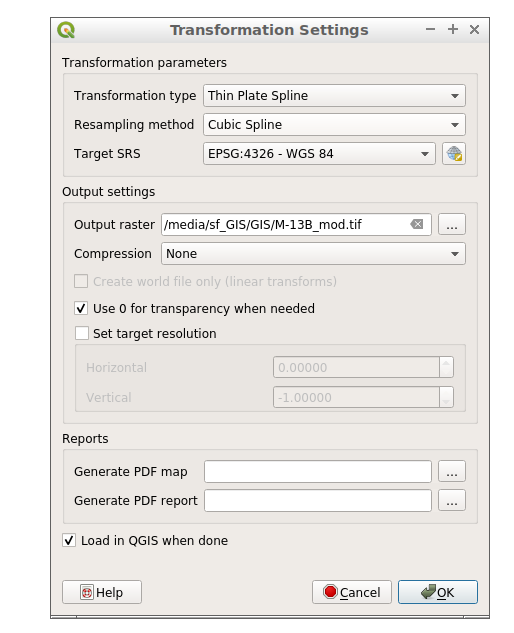 Transformation Settings
Transformation parameters
Transformation type Thin Plate Spline
Resampling method Cubic Spline
Target SRS EPSG:4326 - WGS 84
Output settings
Output raster /media/sf_GIS/GIS/M-13B_mod.tif ...
Compression None
Create world file only (linear transforms)
Use 0 for transparency when needed
Set target resolution
Horizontal 0.00000
Vertical -1.00000
Reports
Generate PDF map ...
Generate PDF report ...
Load in QGIS when done
Help Cancel OK